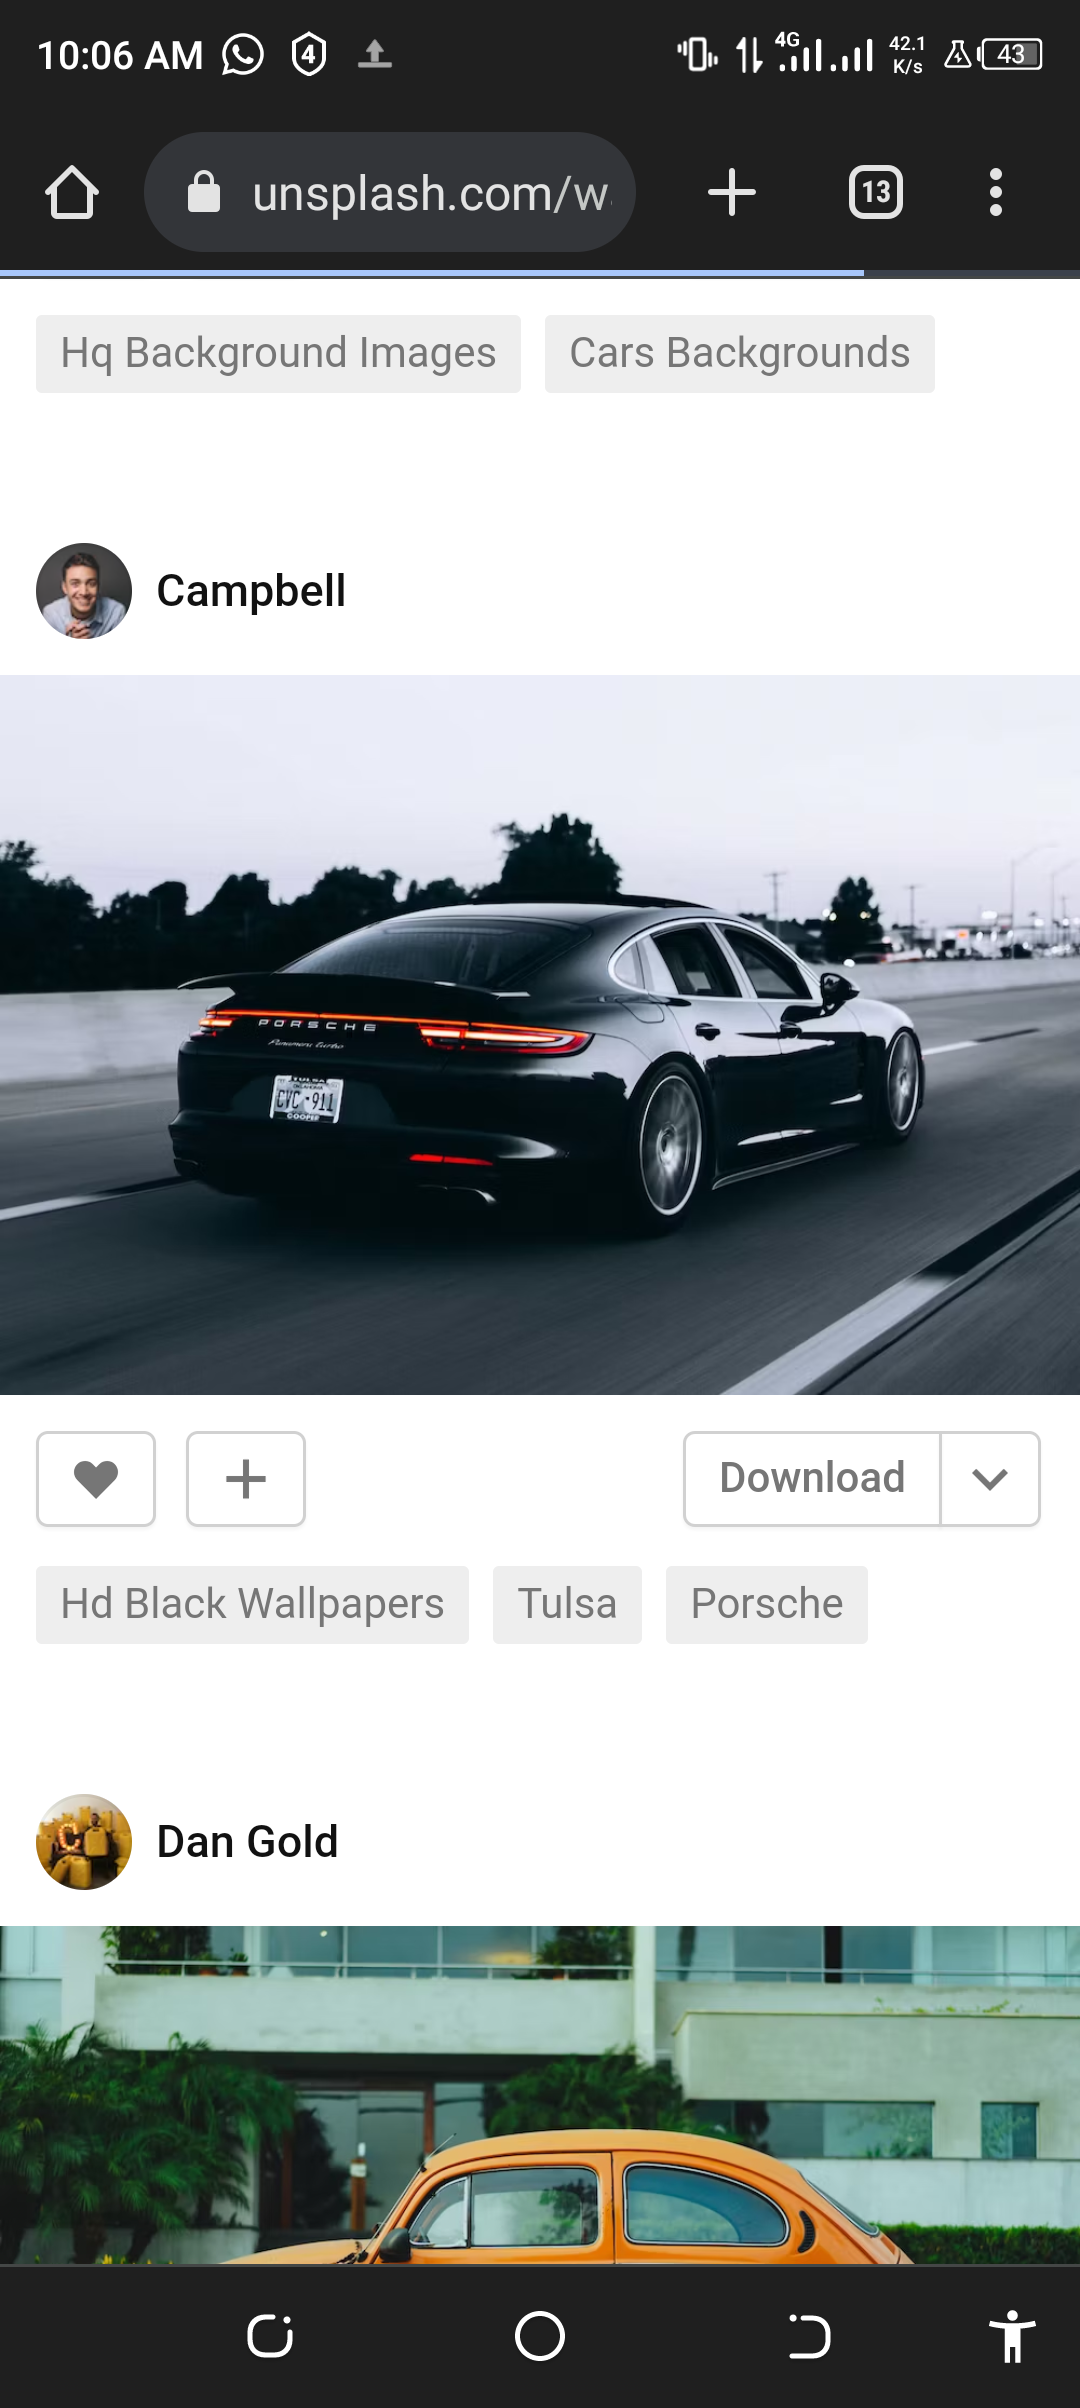 10:06 AM 4 4G 42.1 K/s 43
unsplash.com/w
13
Hq Background Images Cars Backgrounds
Campbell
PORSCHE
Panamera turbo
TULSA
OKLAHOMA
CVC-911
COOPER
Download
Hd Black Wallpapers Tulsa Porsche
Dan Gold